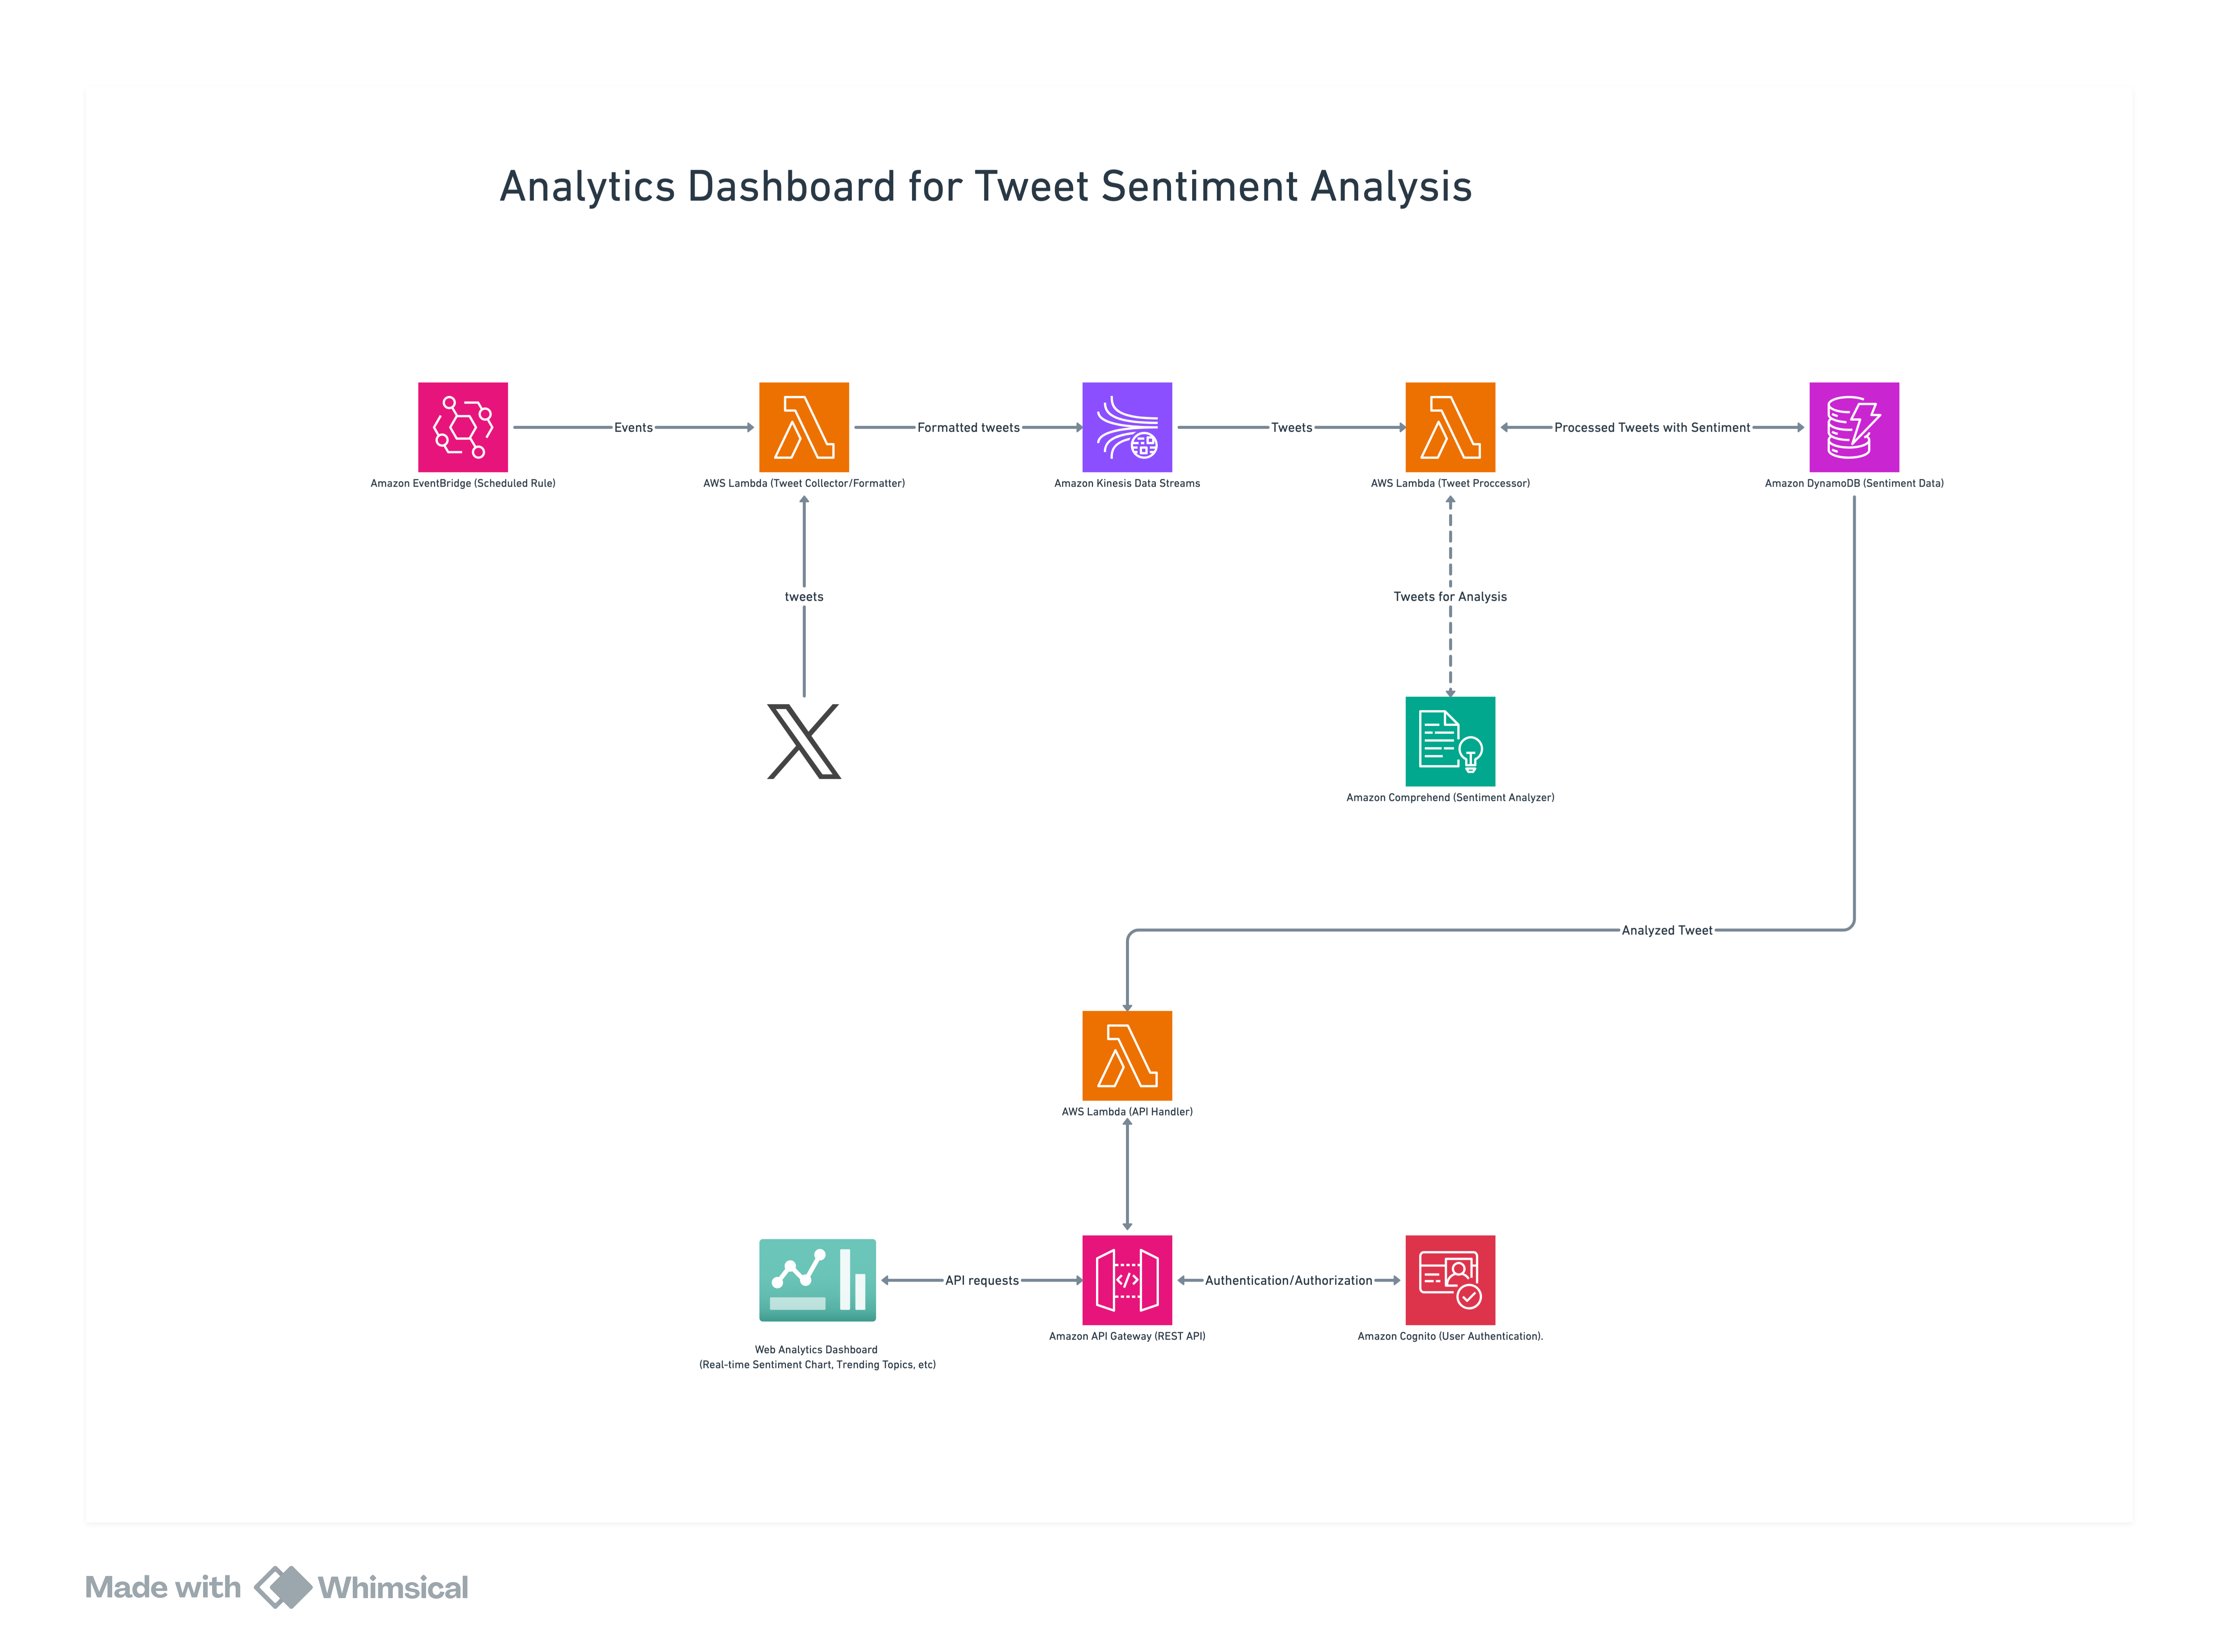 Analytics Dashboard for Tweet Sentiment Analysis
Events
Formatted tweets
Tweets
Processed Tweets with Sentiment
Amazon EventBridge (Scheduled Rule)
AWS Lambda (Tweet Collector/Formatter)
Amazon Kinesis Data Streams
AWS Lambda (Tweet Proccessor)
Amazon DynamoDB (Sentiment Data)
tweets
Tweets for Analysis
Amazon Comprehend (Sentiment Analyzer)
Analyzed Tweet
AWS Lambda (API Handler)
API requests
</>
Authentication/Authorization
Amazon API Gateway (REST API)
Amazon Cognito (User Authentication).
Web Analytics Dashboard
(Real-time Sentiment Chart, Trending Topics, etc)
Made with Whimsical